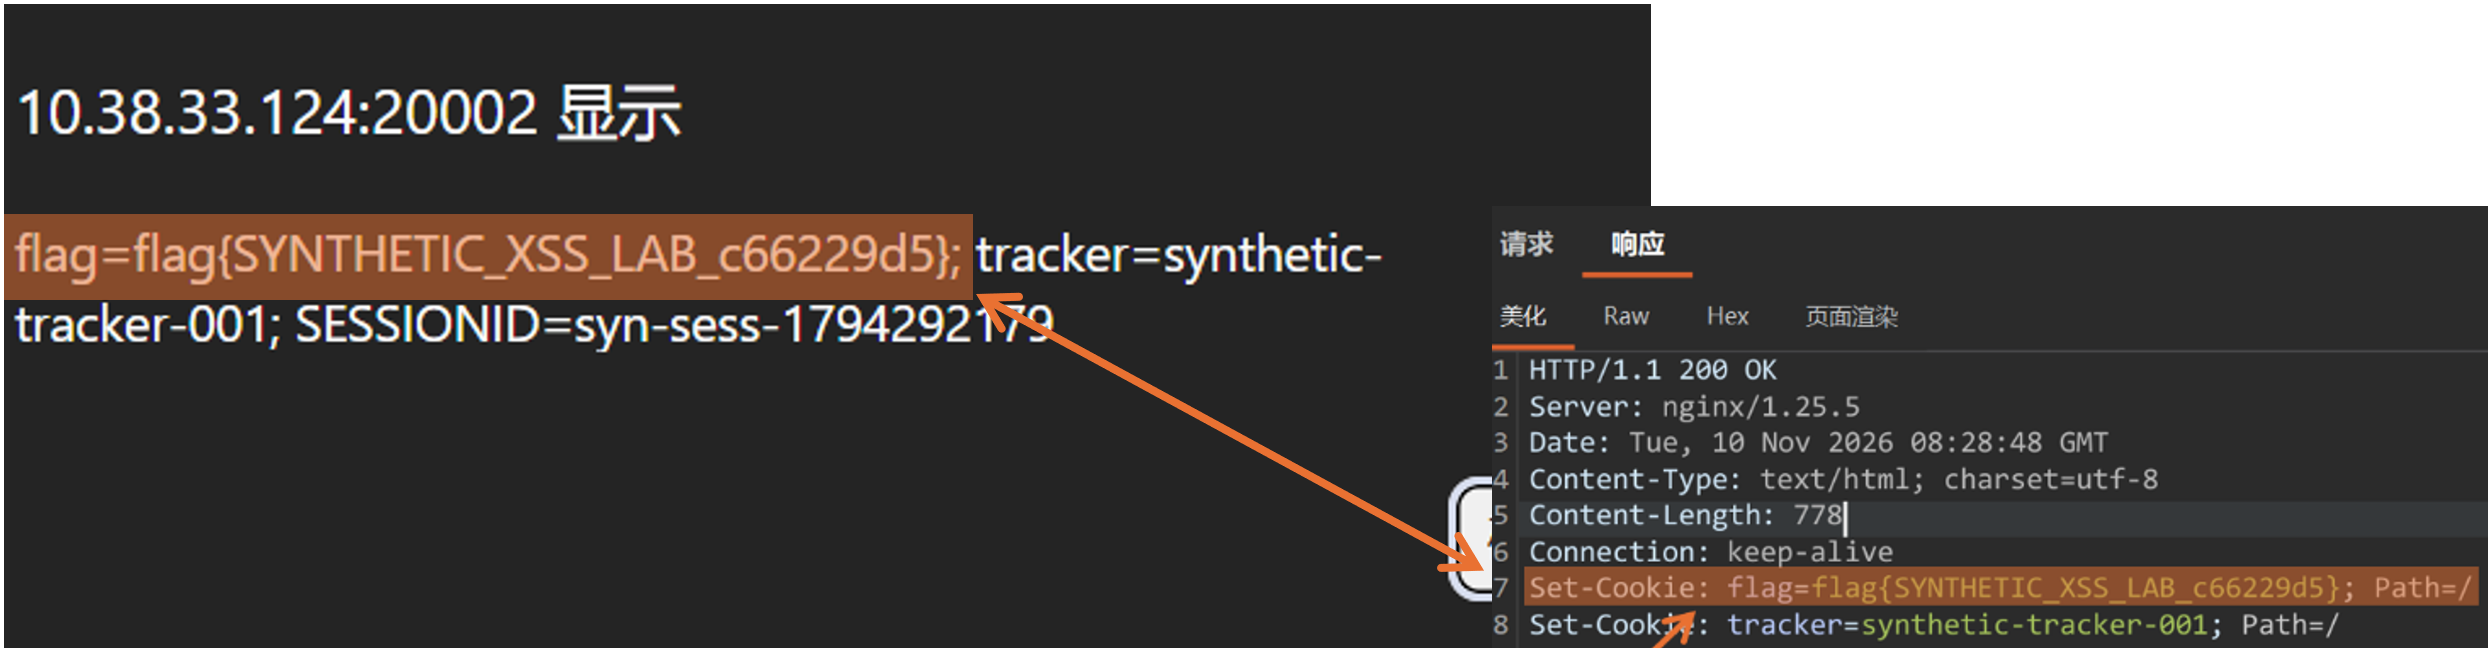 10.38.33.124:20002 显示
flag=flag{SYNTHETIC_XSS_LAB_c66229d5}; tracker=synthetic-
tracker-001; SESSIONID=syn-sess-1794292179
请求 响应
美化 Raw Hex 页面渲染
1 HTTP/1.1 200 OK
2 Server: nginx/1.25.5
3 Date: Tue, 10 Nov 2026 08:28:48 GMT
4 Content-Type: text/html; charset=utf-8
5 Content-Length: 778
6 Connection: keep-alive
7 Set-Cookie: flag=flag{SYNTHETIC_XSS_LAB_c66229d5}; Path=/
8 Set-Cookie: tracker=synthetic-tracker-001; Path=/